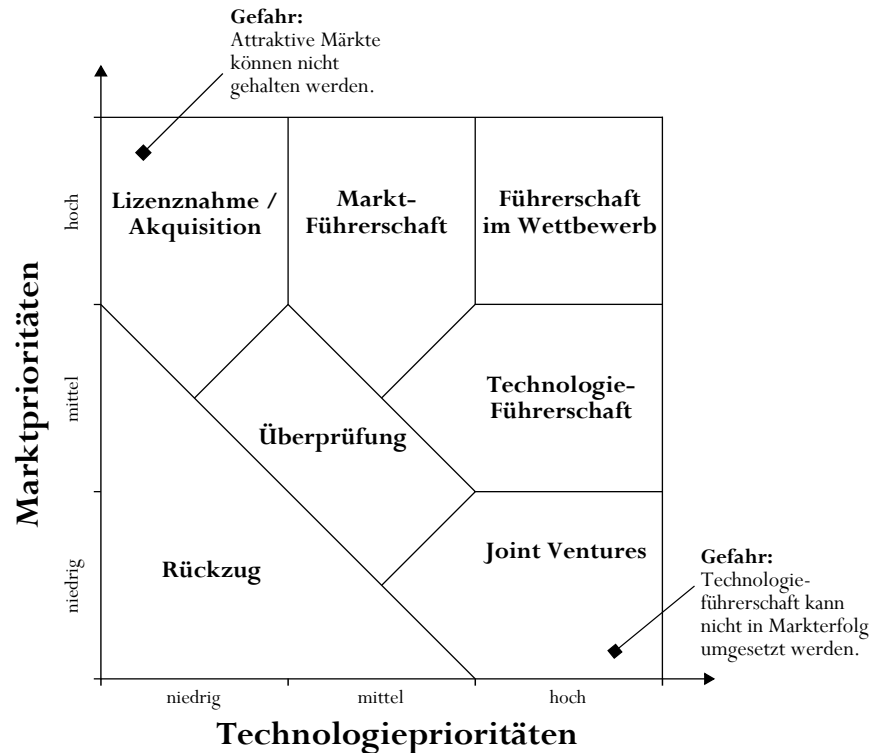 Gefahr:
Attraktive Märkte
können nicht
gehalten werden.
Marktprioritäten
hoch
mittel
niedrig
Lizenznahme /
Akquisition
Markt-
Führerschaft
Führerschaft
im Wettbewerb
Technologie-
Führerschaft
Überprüfung
Rückzug
Joint Ventures
Gefahr:
Technologie-
führerschaft kann
nicht in Markterfolg
umgesetzt werden.
niedrig
mittel
hoch
Technologieprioritäten